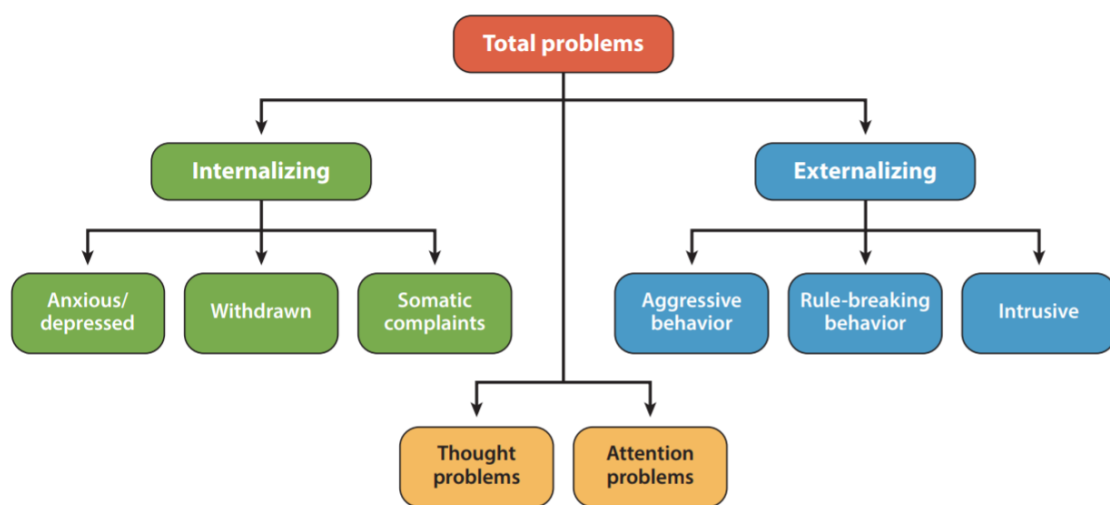 Total problems
Internalizing
Externalizing
Anxious/
depressed
Withdrawn
Somatic
complaints
Aggressive
behavior
Rule-breaking
behavior
Intrusive
Thought
problems
Attention
problems